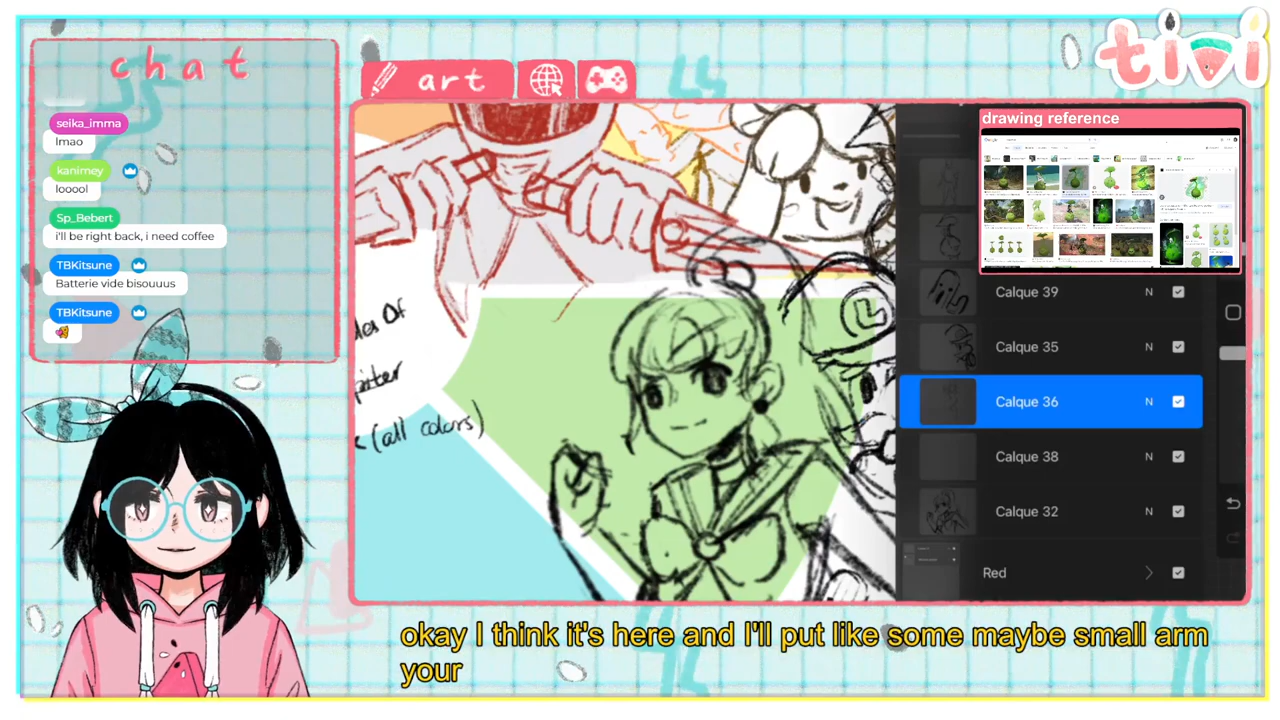 chat
seika_imma
lmao
kanirney
looool
Sp_Bebert
i'll be right back, i need coffee
TBKitsune
Batterie vide bisouuus
TBKitsune
art
tivi
drawing reference
Calque 39 N
Calque 35 N
Calque 36 N
Calque 38 N
Calque 32 N
Red
Of
(all colors)
L
okay I think it's here and I'll put like some maybe small arm
your